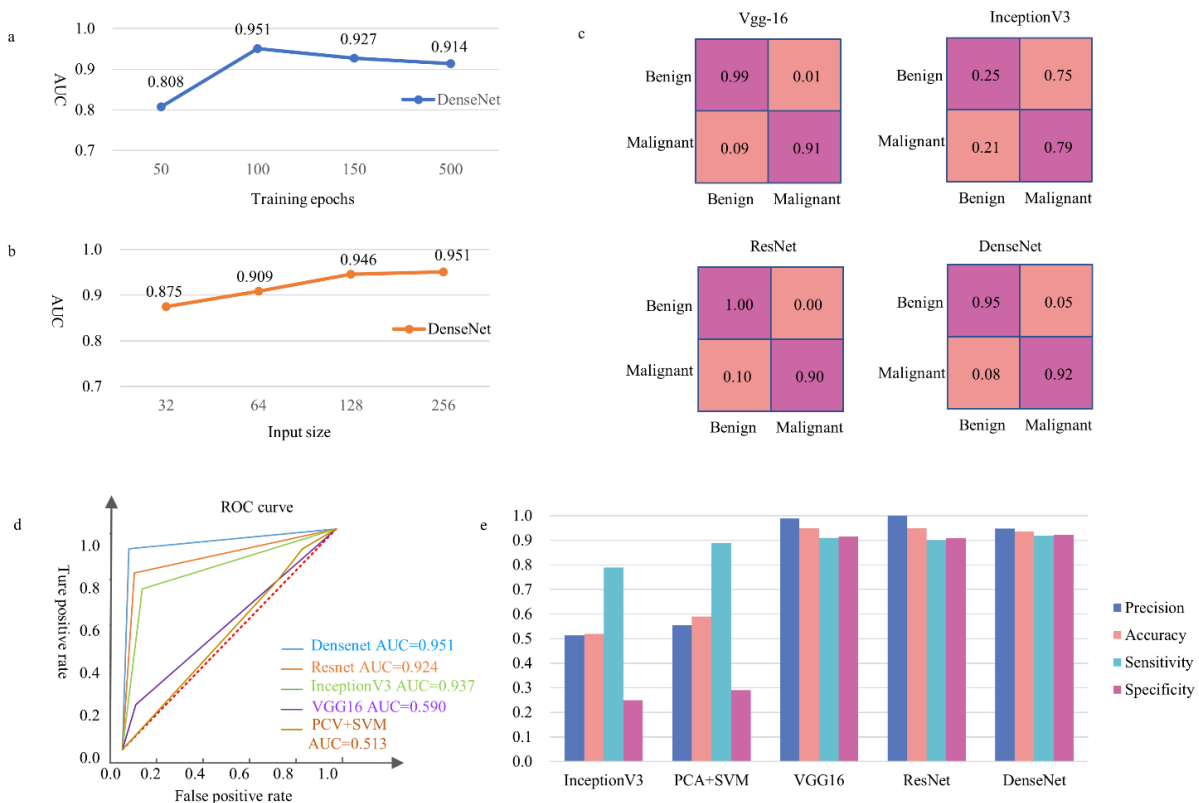 a
1.0
0.9
0.8
0.7
AUC
0.808
0.951
0.927
0.914
DenseNet
50
100
150
500
Training epochs
b
1.0
0.9
0.8
0.7
AUC
0.875
0.909
0.946
0.951
DenseNet
32
64
128
256
Input size
c
Vgg-16
Benign
0.99
0.01
Malignant
0.09
0.91
Benign
Malignant
InceptionV3
Benign
0.25
0.75
Malignant
0.21
0.79
Benign
Malignant
ResNet
Benign
1.00
0.00
Malignant
0.10
0.90
Benign
Malignant
DenseNet
Benign
0.95
0.05
Malignant
0.08
0.92
Benign
Malignant
d
ROC curve
Ture positive rate
1.0
0.8
0.6
0.4
0.2
0.0
Densenet AUC=0.951
Resnet AUC=0.924
InceptionV3 AUC=0.937
VGG16 AUC=0.590
PCV+SVM
AUC=0.513
0.0
0.2
0.4
0.6
0.8
1.0
False positive rate
e
1.0
0.9
0.8
0.7
0.6
0.5
0.4
0.3
0.2
0.1
0.0
InceptionV3
PCA+SVM
VGG16
ResNet
DenseNet
Precision
Accuracy
Sensitivity
Specificity